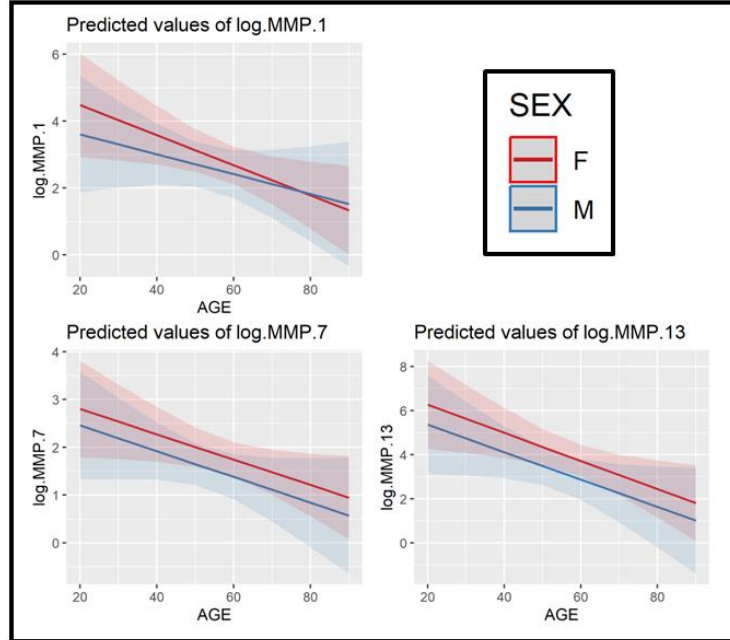 Predicted values of log.MMP.1
6
4
2
0
log.MMP.1
20
40
60
80
AGE
SEX
F
M
Predicted values of log.MMP.7
4
3
2
1
0
log.MMP.7
20
40
60
80
AGE
Predicted values of log.MMP.13
8
6
4
2
0
log.MMP.13
20
40
60
80
AGE